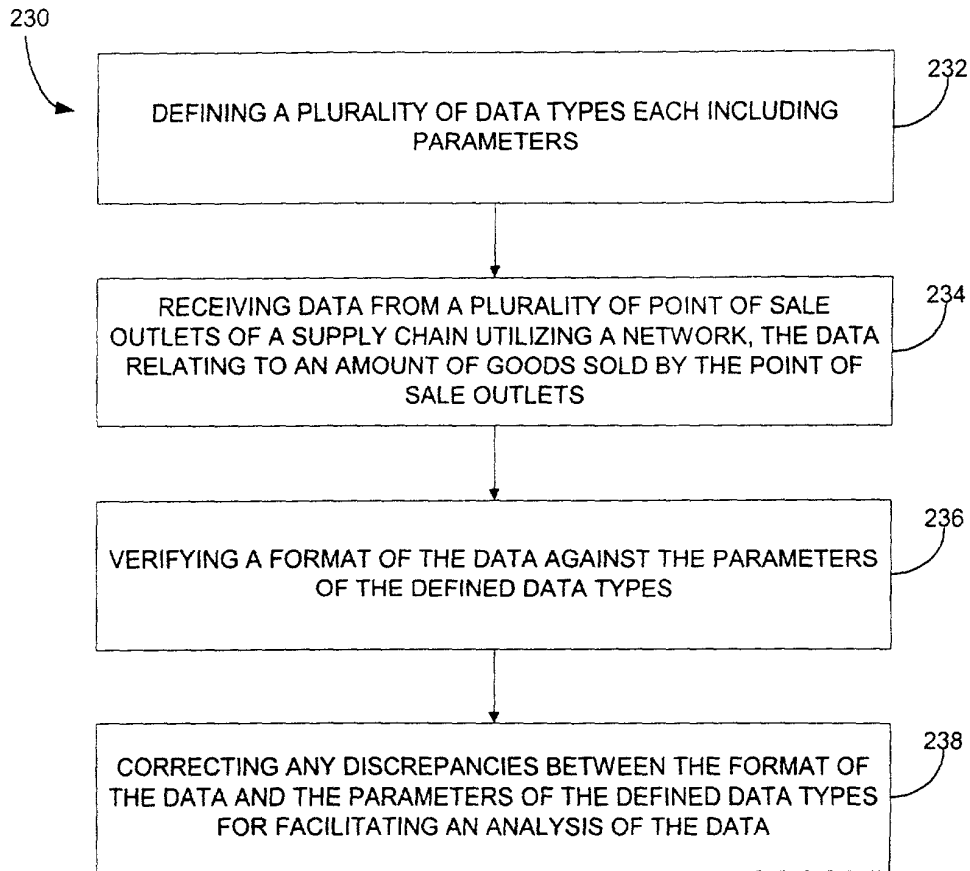 230
232
DEFINING A PLURALITY OF DATA TYPES EACH INCLUDING
PARAMETERS
234
RECEIVING DATA FROM A PLURALITY OF POINT OF SALE
OUTLETS OF A SUPPLY CHAIN UTILIZING A NETWORK, THE DATA
RELATING TO AN AMOUNT OF GOODS SOLD BY THE POINT OF
SALE OUTLETS
236
VERIFYING A FORMAT OF THE DATA AGAINST THE PARAMETERS
OF THE DEFINED DATA TYPES
238
CORRECTING ANY DISCREPANCIES BETWEEN THE FORMAT OF
THE DATA AND THE PARAMETERS OF THE DEFINED DATA TYPES
FOR FACILITATING AN ANALYSIS OF THE DATA